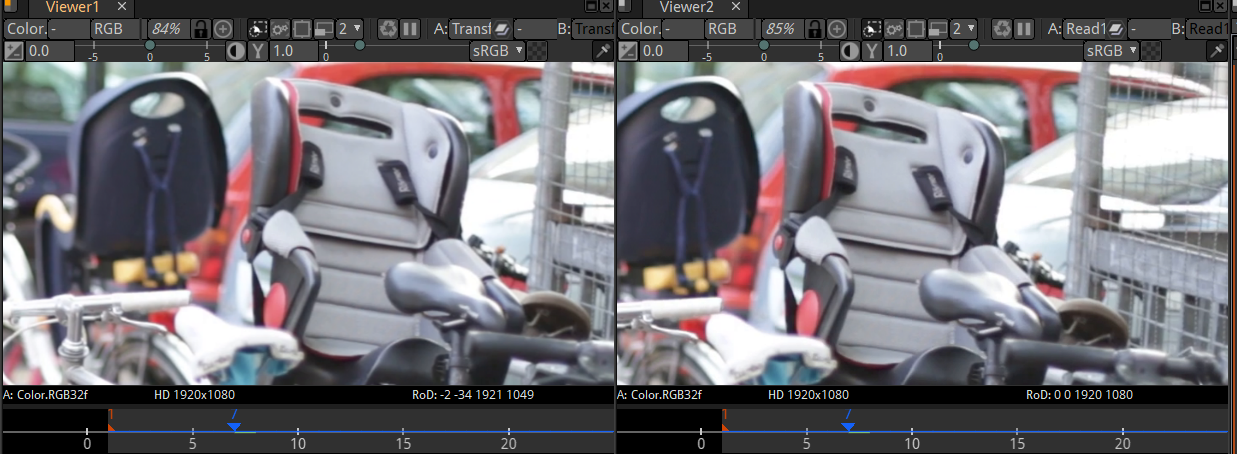 Viewer1
Color. - RGB 84% 2 A: Transf - B: Transf
0.0 -5 0 5 Y 1.0 0 sRGB
A: Color.RGB32f HD 1920x1080 RoD: -2 -34 1921 1049
1 7
0 5 10 15 20
Viewer2
Color. - RGB 85% 2 A: Read1 - B: Read1
0.0 -5 0 5 Y 1.0 0 sRGB
A: Color.RGB32f HD 1920x1080 RoD: 0 0 1920 1080
1 7
0 5 10 15 20